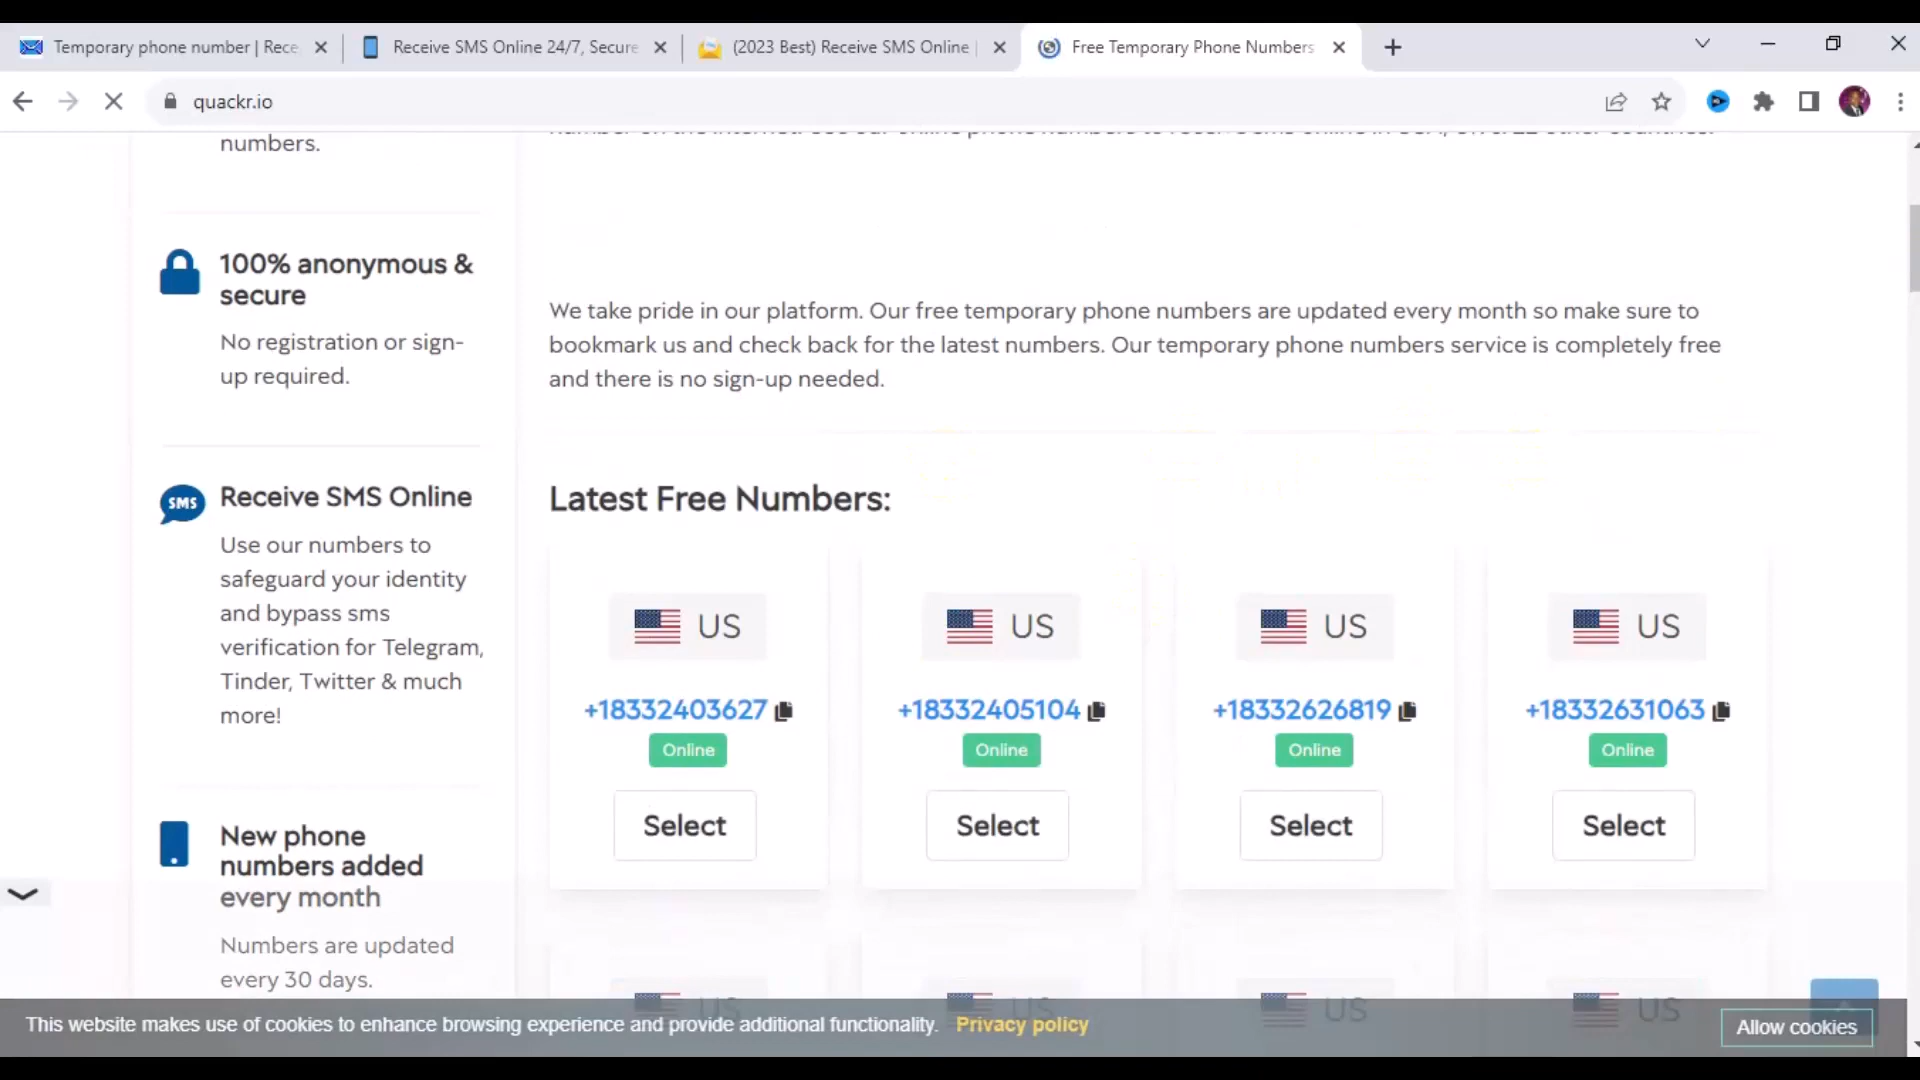 Temporary phone number | Rece
Receive SMS Online 24/7, Secure
(2023 Best) Receive SMS Online |
Free Temporary Phone Numbers
quackr.io
numbers.
100% anonymous &
secure
No registration or sign-
up required.
SMS
Receive SMS Online
Use our numbers to
safeguard your identity
and bypass sms
verification for Telegram,
Tinder, Twitter & much
more!
New phone
numbers added
every month
Numbers are updated
every 30 days.
We take pride in our platform. Our free temporary phone numbers are updated every month so make sure to
bookmark us and check back for the latest numbers. Our temporary phone numbers service is completely free
and there is no sign-up needed.
Latest Free Numbers:
US US US US
+18332403627 +18332405104 +18332626819 +18332631063
Online Online Online Online
Select Select Select Select
US US US US
This website makes use of cookies to enhance browsing experience and provide additional functionality. Privacy policy
Allow cookies